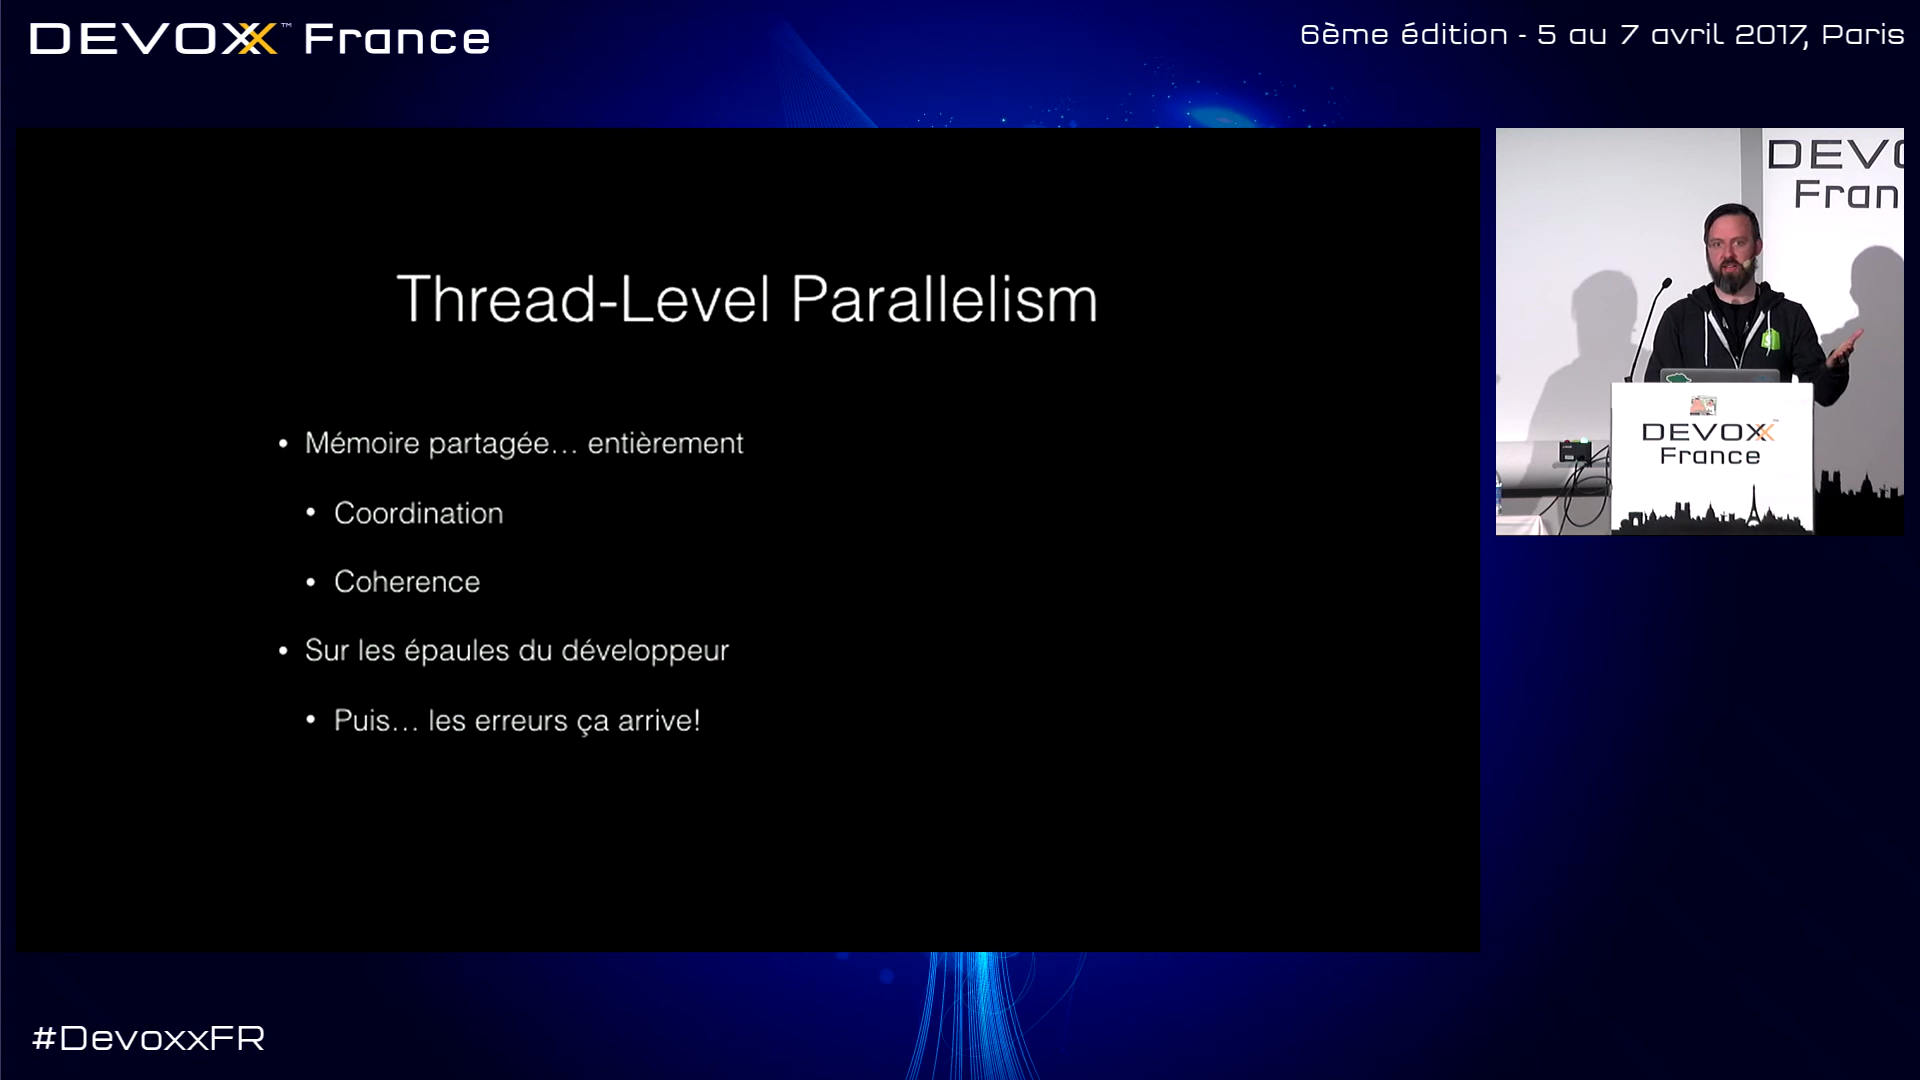 DEVOXX™ France
6ème édition - 5 au 7 avril 2017, Paris
Thread-Level Parallelism
• Mémoire partagée… entièrement
• Coordination
• Coherence
• Sur les épaules du développeur
• Puis… les erreurs ça arrive!
DEVO
Fran
DEVOXX
France
#DevoxxFR